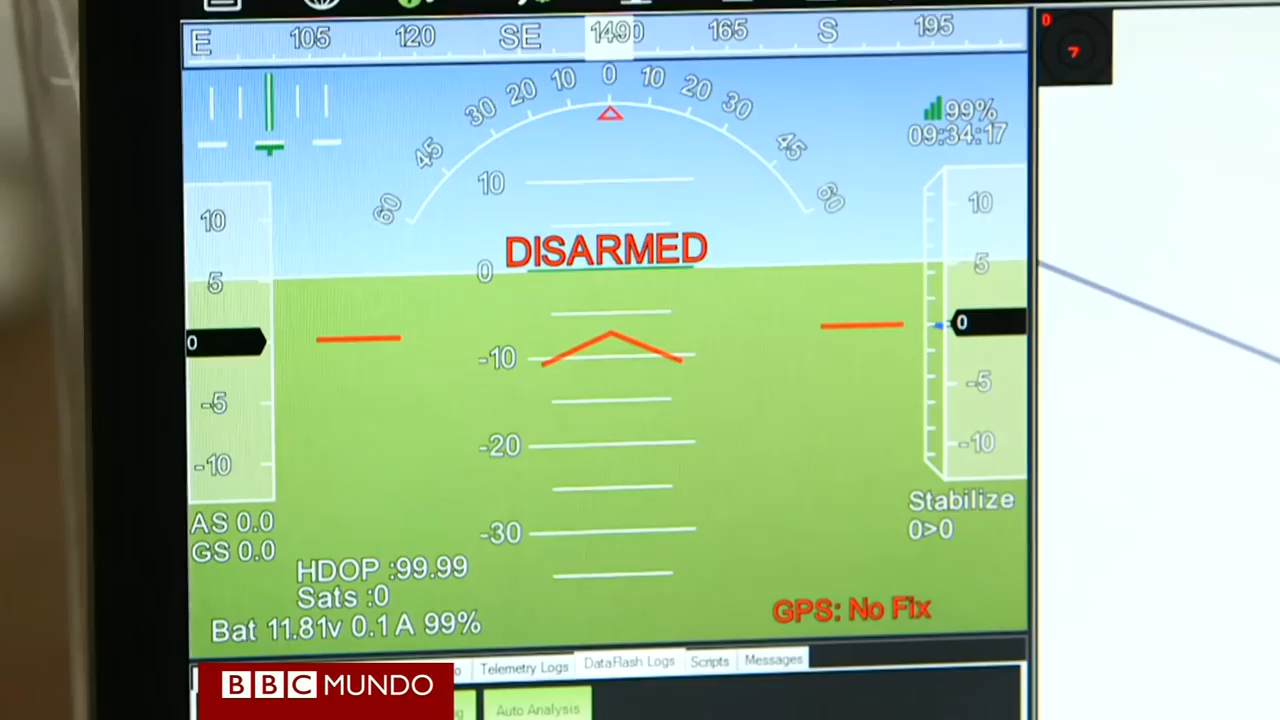 E 105 120 SE 1490 165 S 195
0
7
60 45 30 20 10 0 10 20 30 45 60
99%
09:34:17
10
5
0
-5
-10
10
DISARMED
0
-10
-20
-30
10
5
0
-5
-10
AS 0.0
GS 0.0
Stabilize
0>0
HDOP :99.99
Sats :0
Bat 11.81v 0.1 A 99%
GPS: No Fix
Telemetry Logs DataFlash Logs Scripts Messages
Auto Analysis
BBC MUNDO